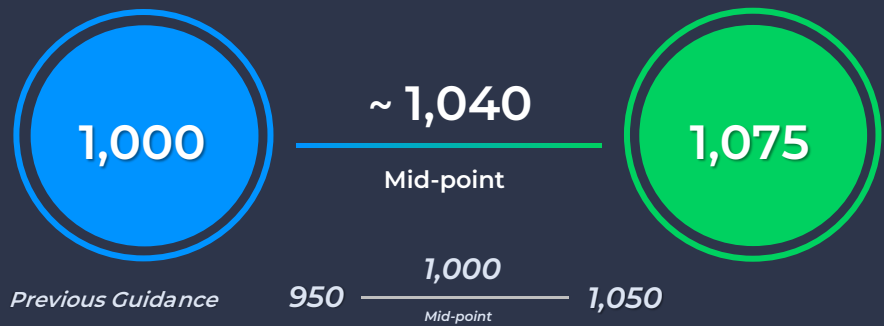 ~ 1,040
1,000
1,075
Mid-point
1,000
Previous Guidance 950 1,050
Mid-point